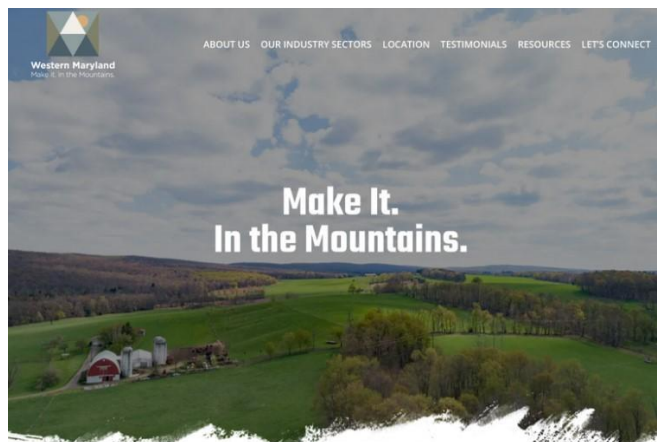 Western Maryland
Make it. In the Mountains.
ABOUT US OUR INDUSTRY SECTORS LOCATION TESTIMONIALS RESOURCES LET'S CONNECT
Make It.
In the Mountains.